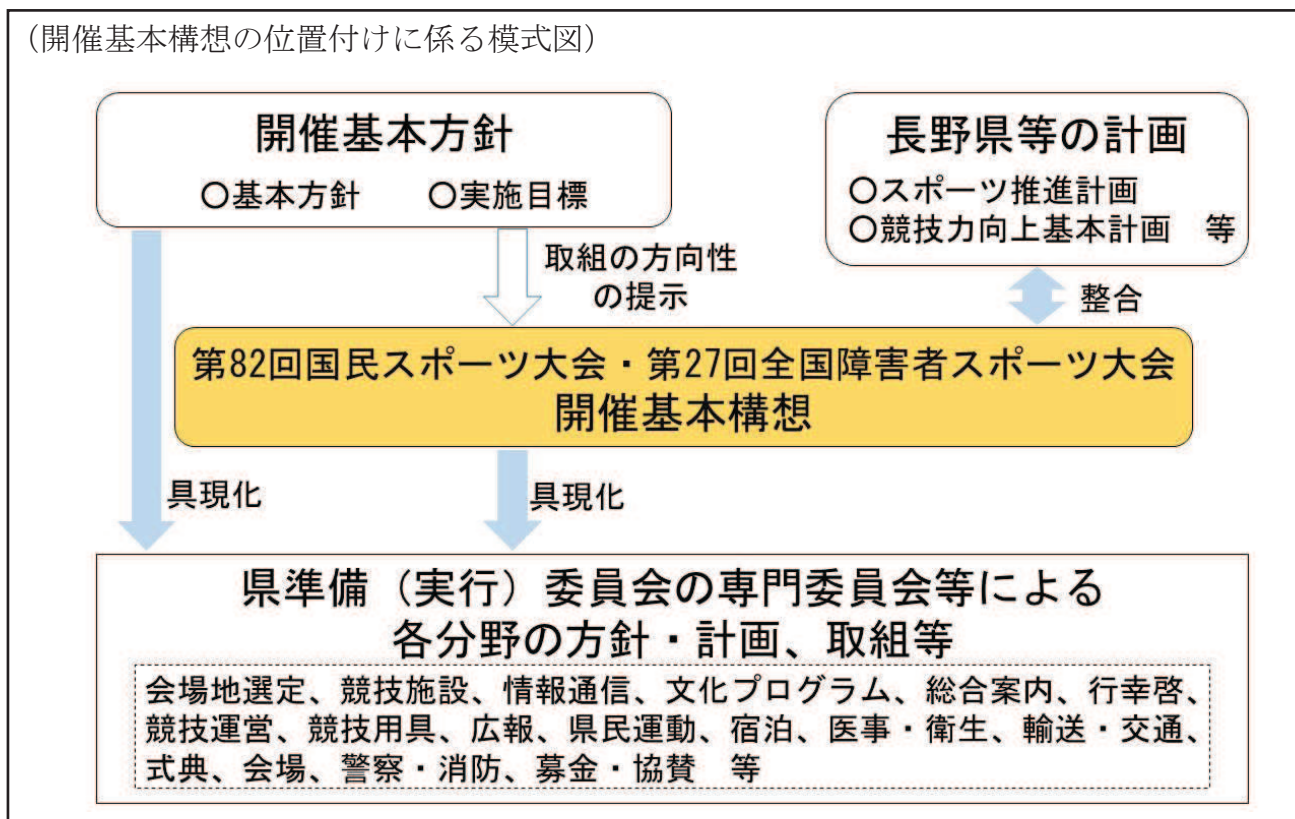 （開催基本構想の位置付けに係る模式図）
開催基本方針
○基本方針　○実施目標
長野県等の計画
○スポーツ推進計画
○競技力向上基本計画　等
取組の方向性
の提示
整合
第82回国民スポーツ大会・第27回全国障害者スポーツ大会
開催基本構想
具現化
具現化
県準備（実行）委員会の専門委員会等による
各分野の方針・計画、取組等
会場地選定、競技施設、情報通信、文化プログラム、総合案内、行幸啓、
競技運営、競技用具、広報、県民運動、宿泊、医事・衛生、輸送・交通、
式典、会場、警察・消防、募金・協賛　等